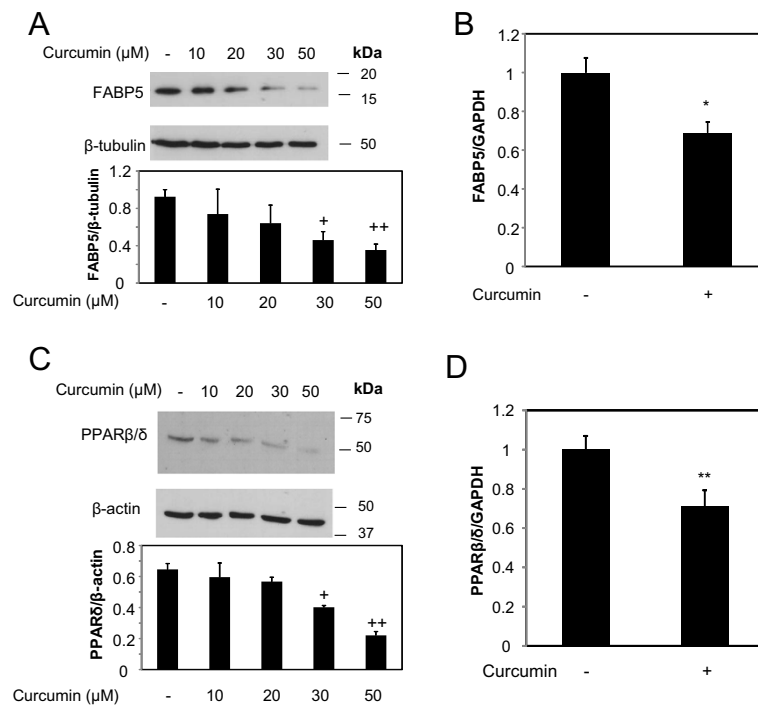 A
Curcumin (µM) - 10 20 30 50 kDa
FABP5
20
15
β-tubulin
50
FABP5/β-tubulin
1.2
0.8
0.4
0
+
++
Curcumin (µM) - 10 20 30 50
B
FABP5/GAPDH
1.2
1
0.8
0.6
0.4
0.2
0
*
Curcumin - +
C
Curcumin (µM) - 10 20 30 50 kDa
PPARβ/δ
75
50
β-actin
50
37
PPARδ/β-actin
0.8
0.6
0.4
0.2
0
+
++
Curcumin (µM) - 10 20 30 50
D
PPARβ/δ/GAPDH
1.2
1
0.8
0.6
0.4
0.2
0
**
Curcumin - +